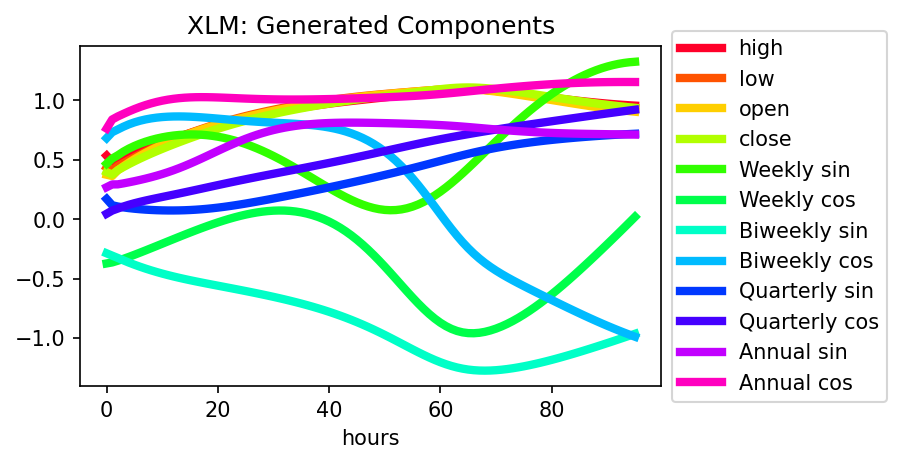 XLM: Generated Components
1.0
0.5
0.0
−0.5
−1.0
0 20 40 60 80
hours
high
low
open
close
Weekly sin
Weekly cos
Biweekly sin
Biweekly cos
Quarterly sin
Quarterly cos
Annual sin
Annual cos